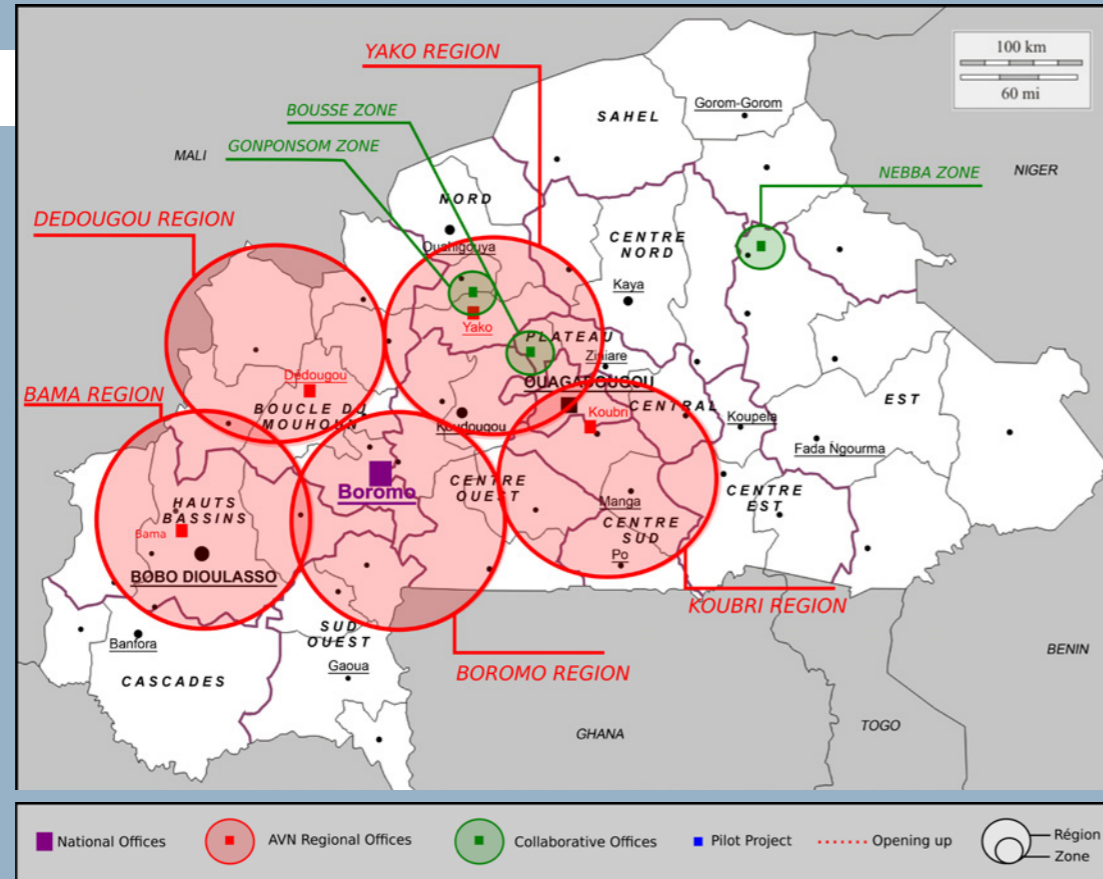 YAKO REGION
100 km
60 mi
BOUSSE ZONE
Gorom-Gorom
SAHEL
GONPONSOM ZONE
MALI
NEBBA ZONE
NIGER
NORD
DEDOUGOU REGION
CENTRE
NORD
Ouahigouya
Kaya
Yako
PLATEAU
Ziniare
Dédougou
OUAGADOUGOU
BAMA REGION
BOUCLE DU
MOUHOUN
Koudougou
Koubri
CENTRAL
Koupela
EST
Fada Ngourma
Boromo
CENTRE
OUEST
CENTRE
EST
HAUTS
BASSINS
Manga
CENTRE
SUD
Bama
Po
BOBO DIOULASSO
KOUBRI REGION
SUD
OUEST
Banfora
Gaoua
BOROMO REGION
CASCADES
BENIN
TOGO
GHANA
National Offices
AVN Regional Offices
Collaborative Offices
Pilot Project
Opening up
Région
Zone